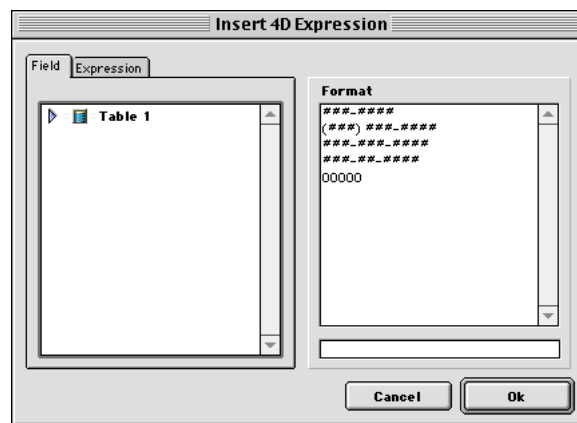 Insert 4D Expression
Field
Expression
Table 1
Format
###-####
(###) ###-####
###-###-####
###-##-####
00000
Cancel
Ok